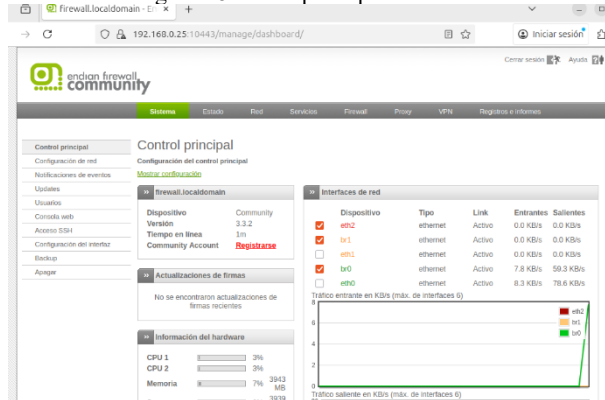 firewall.localdomain - En
192.168.0.25:10443/manage/dashboard/
Iniciar sesión
Cerrar sesión Ayuda
endian firewall
community
Sistema Estado Red Servicios Firewall Proxy VPN Registros e informes
Control principal
Configuración de red
Notificaciones de eventos
Updates
Usuarios
Consola web
Acceso SSH
Configuración del interfaz
Backup
Apagar
Control principal
Configuración del control principal
Mostrar configuración
» firewall.localdomain
Dispositivo Community
Versión 3.3.2
Tiempo en línea 1m
Community Account Registrarse
» Actualizaciones de firmas
No se encontraron actualizaciones de
firmas recientes
» Información del hardware
CPU 1 3%
CPU 2 3%
Memoria 7% 3943
MB
3939
» Interfaces de red
Dispositivo Tipo Link Entrantes Salientes
eth2 ethernet Activo 0.0 KB/s 0.0 KB/s
br1 ethernet Activo 0.0 KB/s 0.0 KB/s
eth1 ethernet Activo 0.0 KB/s 0.0 KB/s
br0 ethernet Activo 7.8 KB/s 59.3 KB/s
eth0 ethernet Activo 8.3 KB/s 78.6 KB/s
Tráfico entrante en KB/s (máx. de interfaces 6)
8
6
4
2
0
eth2
br1
br0
Tráfico saliente en KB/s (máx. de interfaces 6)